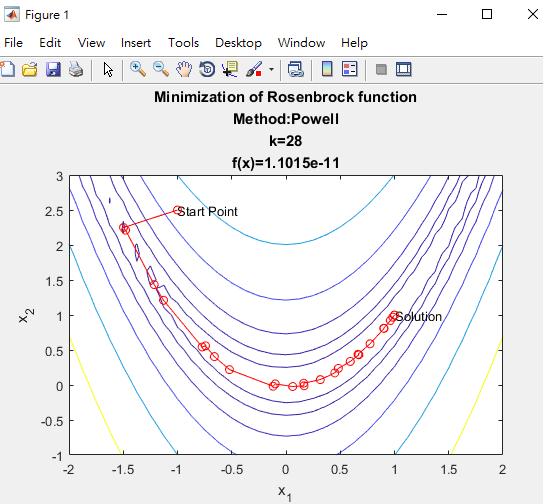 Figure 1
File Edit View Insert Tools Desktop Window Help
Minimization of Rosenbrock function
Method:Powell
k=28
f(x)=1.1015e-11
3
2.5
2
1.5
1
0.5
0
-0.5
-1
x2
Start Point
Solution
-2 -1.5 -1 -0.5 0 0.5 1 1.5 2
x1